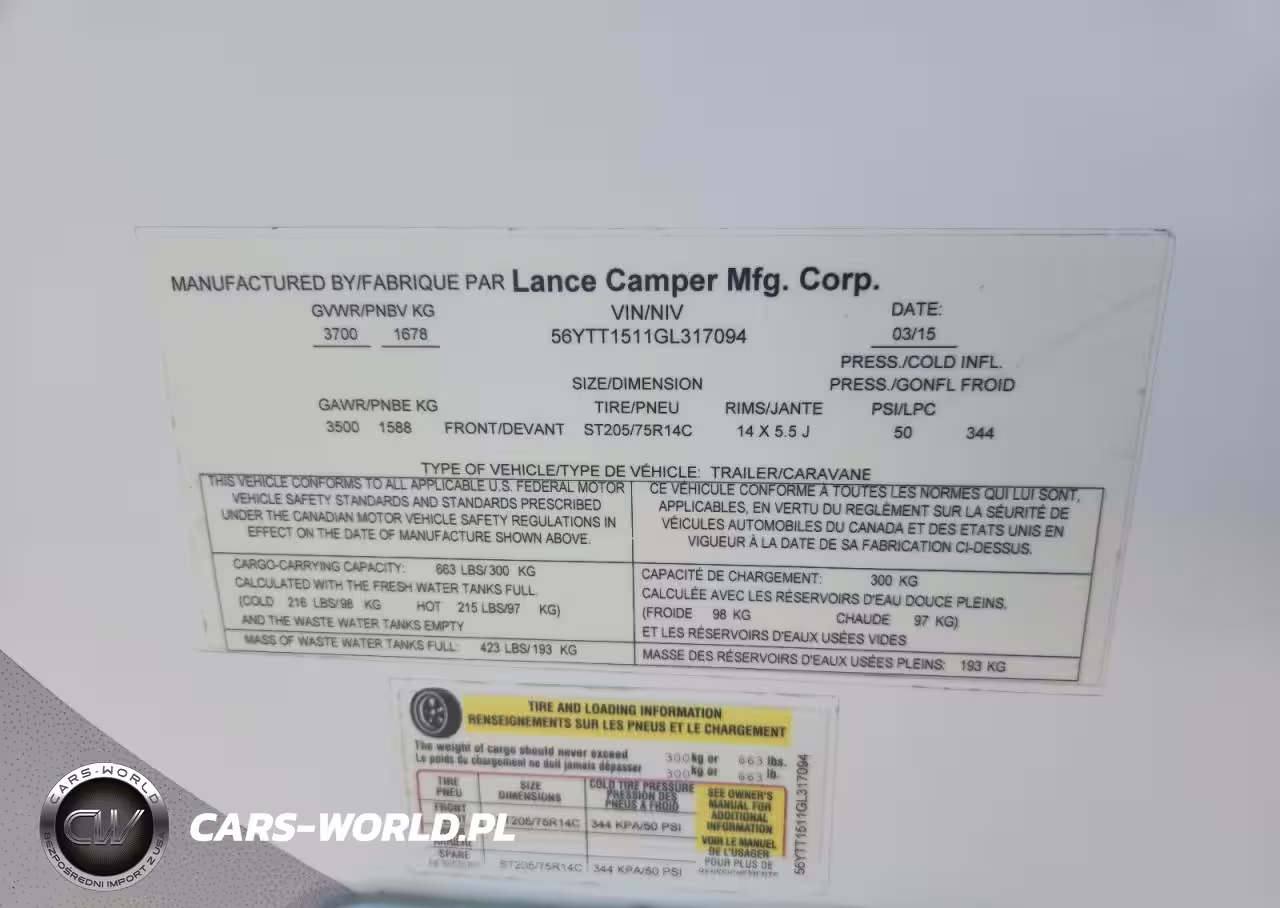 MANUFACTURED BY/FABRIQUE PAR Lance Camper Mfg. Corp.
GVWR/PNBV KG VIN/NIV DATE:
3700 1678 56YTT1511GL317094 03/15
PRESS./COLD INFL.
SIZE/DIMENSION PRESS./GONFL FROID
GAWR/PNBE KG TIRE/PNEU RIMS/JANTE PSI/LPC
3500 1588 FRONT/DEVANT ST205/75R14C 14 X 5.5 J 50 344
TYPE OF VEHICLE/TYPE DE VÉHICLE: TRAILER/CARAVANE
THIS VEHICLE CONFORMS TO ALL APPLICABLE U.S. FEDERAL MOTOR
VEHICLE SAFETY STANDARDS AND STANDARDS PRESCRIBED
UNDER THE CANADIAN MOTOR VEHICLE SAFETY REGULATIONS IN
EFFECT ON THE DATE OF MANUFACTURE SHOWN ABOVE.
CE VÉHICULE CONFORME À TOUTES LES NORMES QUI LUI SONT,
APPLICABLES, EN VERTU DU REGLEMENT SUR LA SÉURITÉ DE
VÉICULES AUTOMOBILES DU CANADA ET DES ETATS UNIS EN
VIGUEUR À LA DATE DE SA FABRICATION CI-DESSUS.
CARGO-CARRYING CAPACITY: 663 LBS/300 KG
CALCULATED WITH THE FRESH WATER TANKS FULL.
(COLD 216 LBS/98 KG HOT 215 LBS/97 KG)
AND THE WASTE WATER TANKS EMPTY
MASS OF WASTE WATER TANKS FULL: 423 LBS/193 KG
CAPACITÉ DE CHARGEMENT: 300 KG
CALCULÉE AVEC LES RÉSERVOIRS D'EAU DOUCE PLEINS.
(FROIDE 98 KG CHAUDE 97 KG)
ET LES RÉSERVOIRS D'EAUX USÉES VIDES
MASSE DES RÉSERVOIRS D'EAUX USÉES PLEINS: 193 KG
TIRE AND LOADING INFORMATION
RENSEIGNEMENTS SUR LES PNEUS ET LE CHARGEMENT
The weight of cargo should never exceed 300 kg or 663 lbs.
Le poids du chargement ne doit jamais dépasser 300 kg or 663 lb.
TIRE
PNEU
SIZE
DIMENSIONS
COLD TIRE PRESSURE
PRESSION DES
PNEUS À FROID
SEE OWNER'S
MANUAL FOR
ADDITIONAL
INFORMATION
VOIR LE MANUEL
DE L'USAGER
POUR PLUS DE
RENSEIGNEMENTS
FRONT
ST205/75R14C 344 KPA/50 PSI
SPARE
ST205/75R14C 344 KPA/50 PSI
56YTT1511GL317094
CARS-WORLD
CW
BEZPOŚREDNI IMPORT Z USA
CARS-WORLD.PL